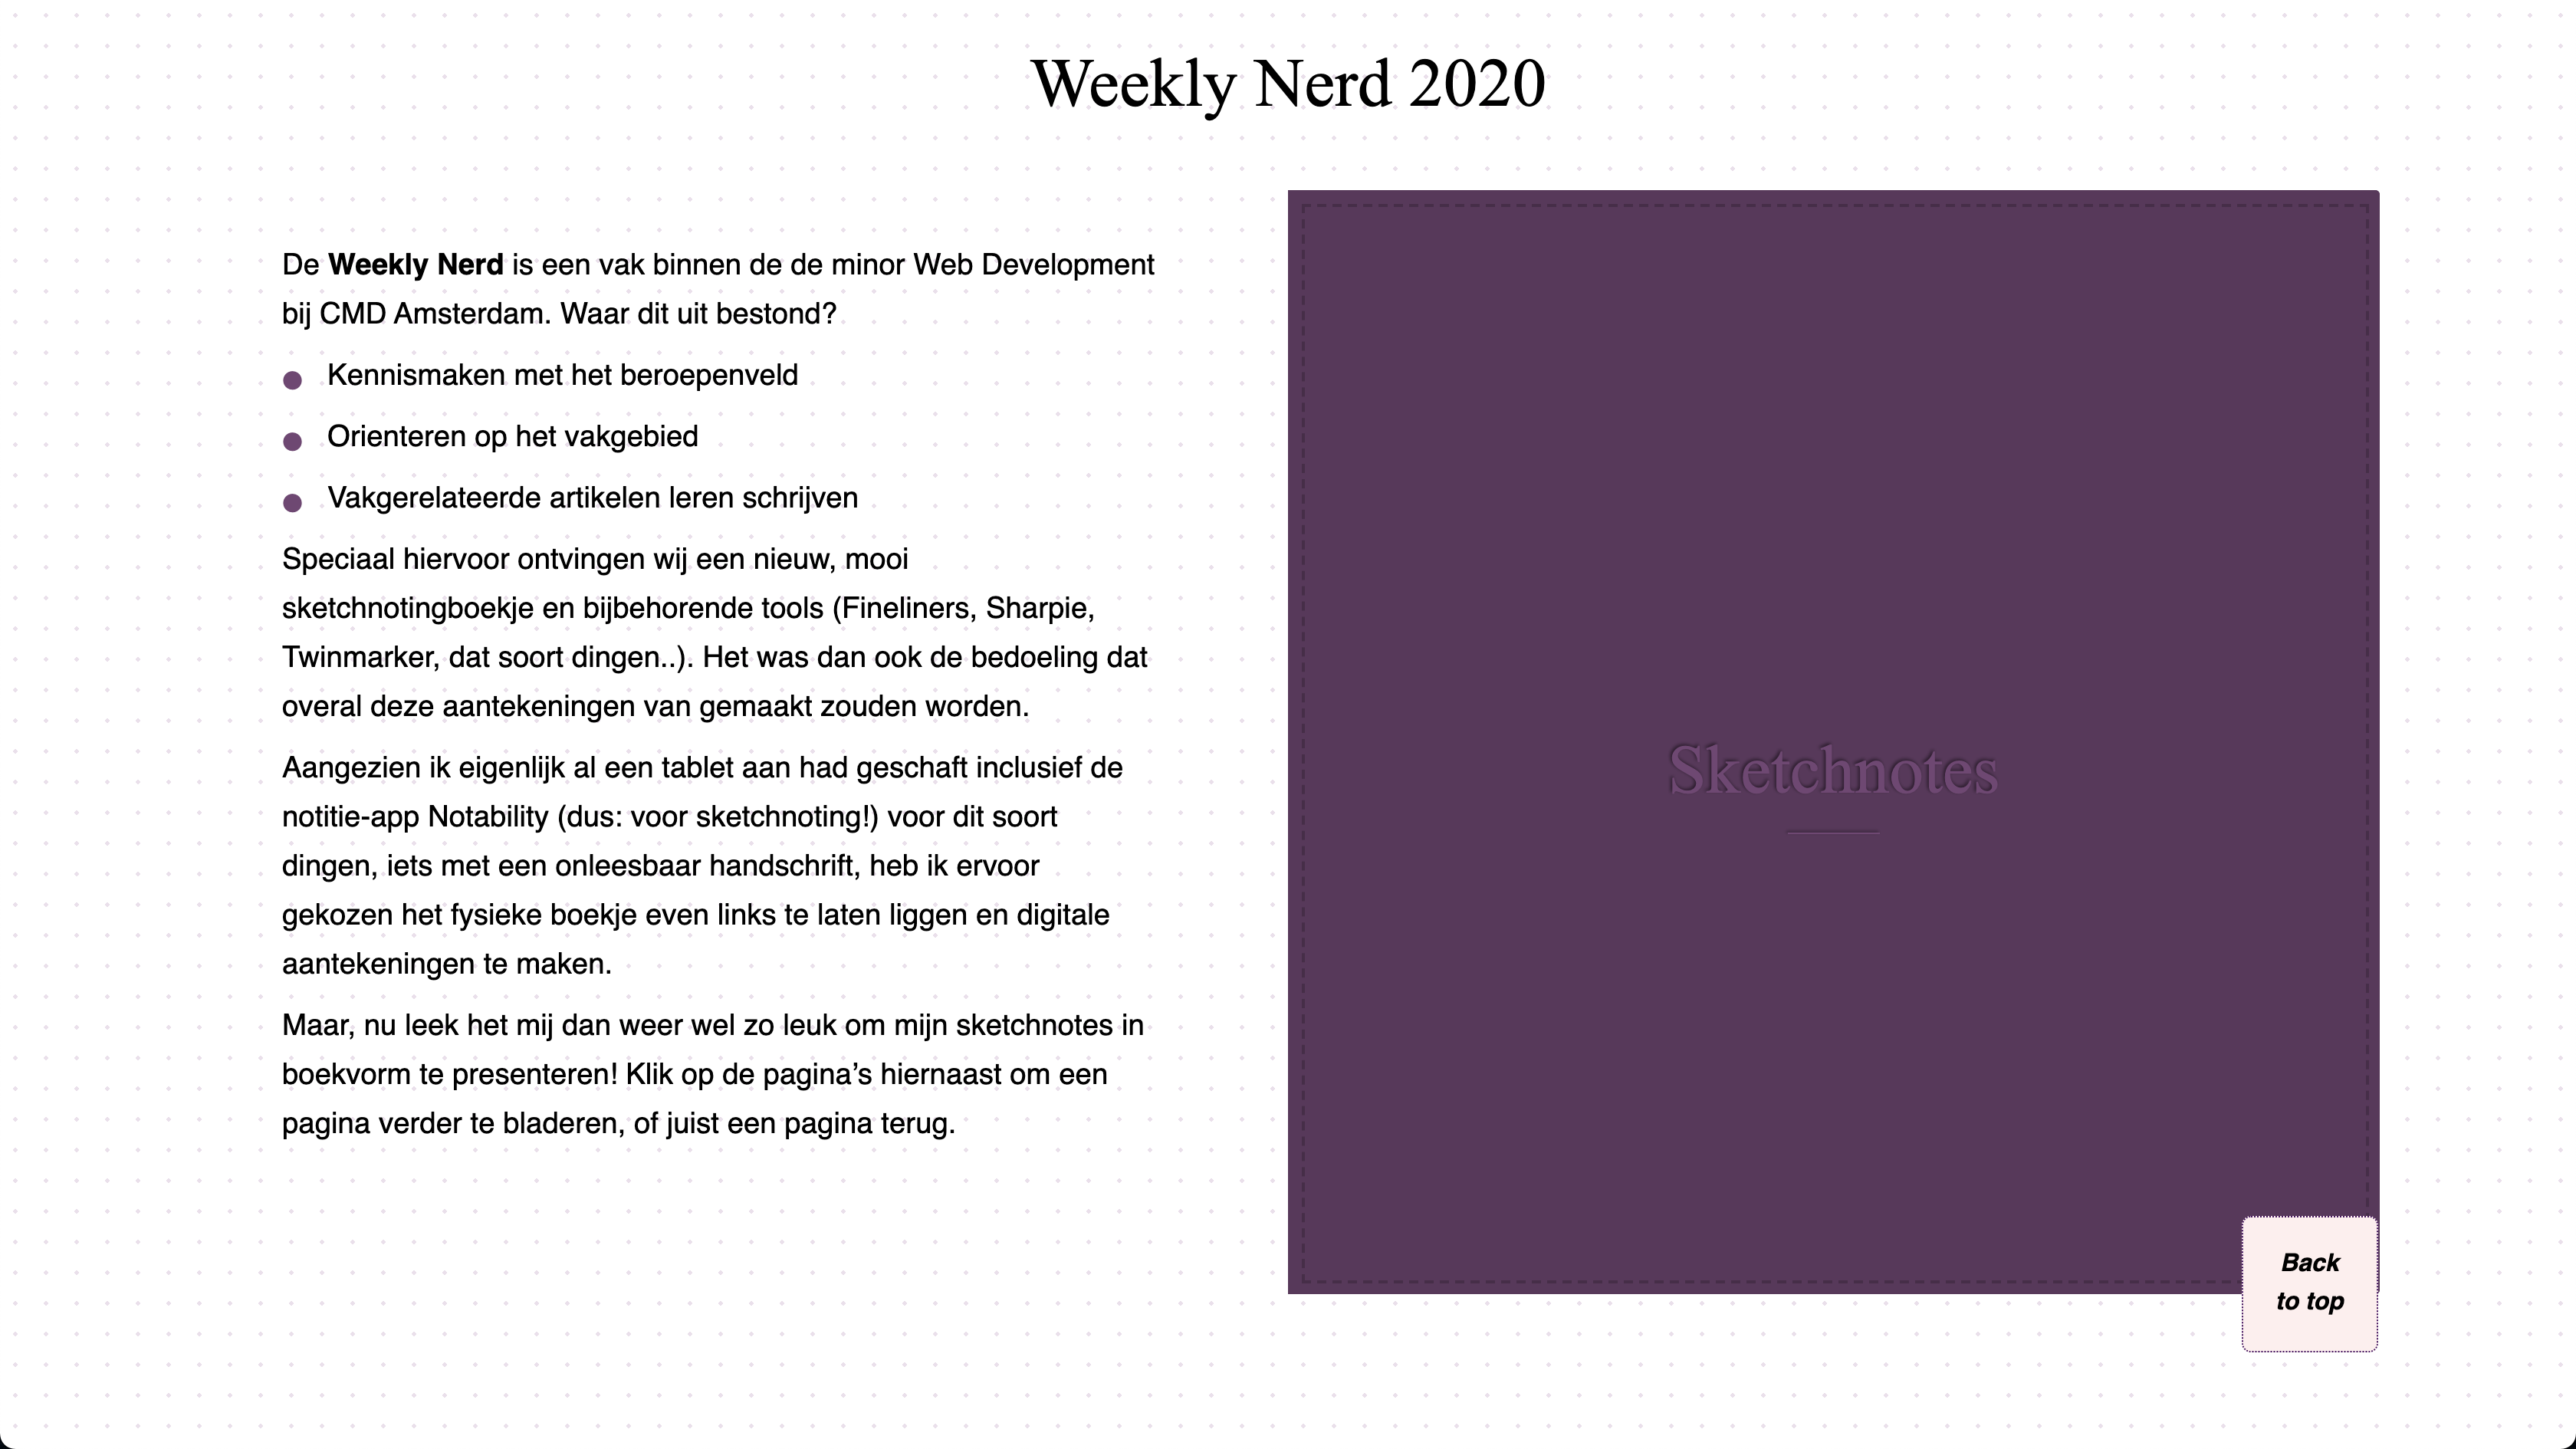 Weekly Nerd 2020
De Weekly Nerd is een vak binnen de de minor Web Development
bij CMD Amsterdam. Waar dit uit bestond?
Kennismaken met het beroepenveld
Orienteren op het vakgebied
Vakgerelateerde artikelen leren schrijven
Speciaal hiervoor ontvingen wij een nieuw, mooi
sketchnotingboekje en bijbehorende tools (Fineliners, Sharpie,
Twinmarker, dat soort dingen..). Het was dan ook de bedoeling dat
overal deze aantekeningen van gemaakt zouden worden.
Aangezien ik eigenlijk al een tablet aan had geschaft inclusief de
notitie-app Notability (dus: voor sketchnoting!) voor dit soort
dingen, iets met een onleesbaar handschrift, heb ik ervoor
gekozen het fysieke boekje even links te laten liggen en digitale
aantekeningen te maken.
Maar, nu leek het mij dan weer wel zo leuk om mijn sketchnotes in
boekvorm te presenteren! Klik op de pagina’s hiernaast om een
pagina verder te bladeren, of juist een pagina terug.
Sketchnotes
Back
to top